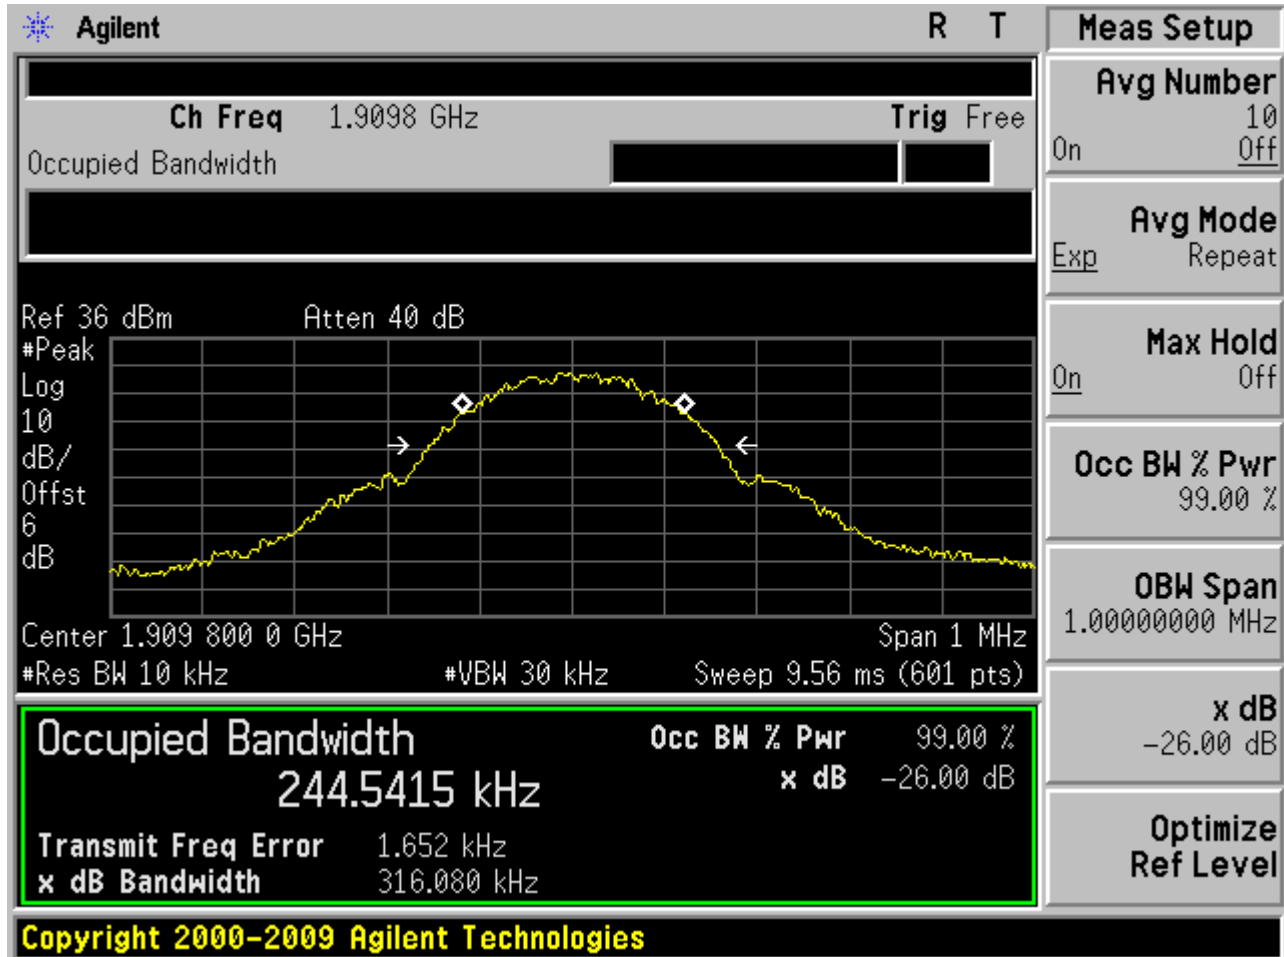 Agilent R T
Meas Setup
Ch Freq 1.9098 GHz Trig Free
Occupied Bandwidth
Avg Number
10
On Off
Avg Mode
Exp Repeat
Max Hold
On Off
Occ BW % Pwr
99.00 %
OBW Span
1.00000000 MHz
x dB
-26.00 dB
Optimize
Ref Level
Ref 36 dBm Atten 40 dB
#Peak
Log
10
dB/
Offst
6
dB
Center 1.909 800 0 GHz Span 1 MHz
#Res BW 10 kHz #VBW 30 kHz Sweep 9.56 ms (601 pts)
Occupied Bandwidth
244.5415 kHz
Occ BW % Pwr 99.00 %
x dB -26.00 dB
Transmit Freq Error 1.652 kHz
x dB Bandwidth 316.080 kHz
Copyright 2000-2009 Agilent Technologies